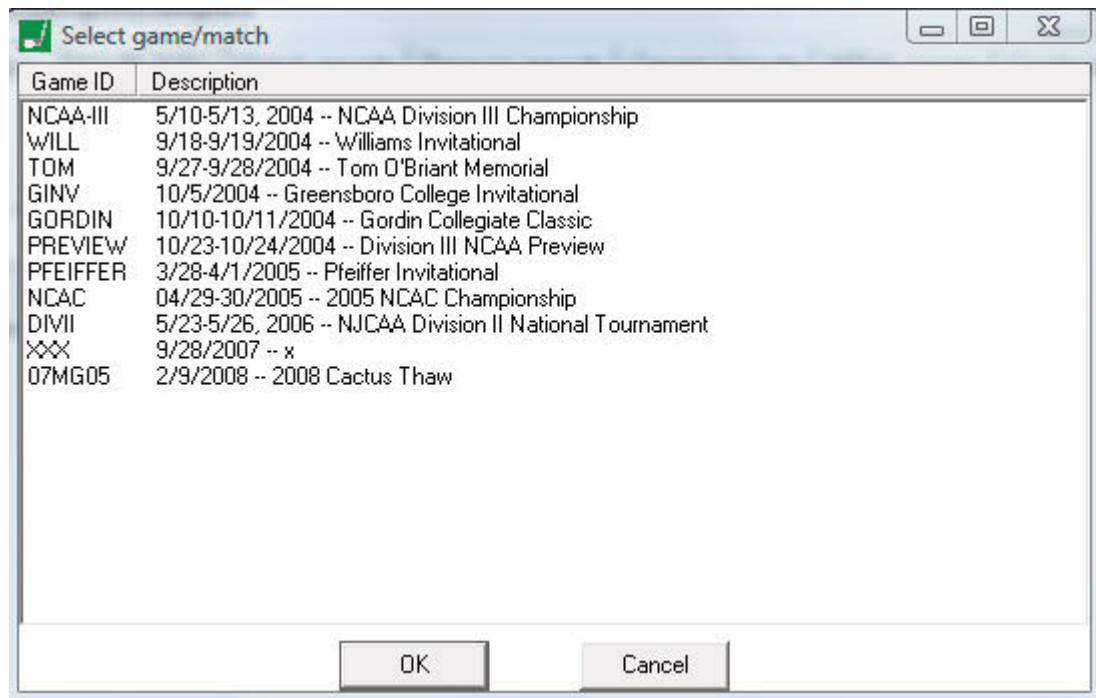 Select game/match
Game ID Description
NCAA-III 5/10-5/13, 2004 -- NCAA Division III Championship
WILL 9/18-9/19/2004 -- Williams Invitational
TOM 9/27-9/28/2004 -- Tom O'Briant Memorial
GINV 10/5/2004 -- Greensboro College Invitational
GORDIN 10/10-10/11/2004 -- Gordin Collegiate Classic
PREVIEW 10/23-10/24/2004 -- Division III NCAA Preview
PFEIFFER 3/28-4/1/2005 -- Pfeiffer Invitational
NCAC 04/29-30/2005 -- 2005 NCAC Championship
DIVII 5/23-5/26, 2006 -- NJCAA Division II National Tournament
XXX 9/28/2007 -- x
07MG05 2/9/2008 -- 2008 Cactus Thaw
OK Cancel